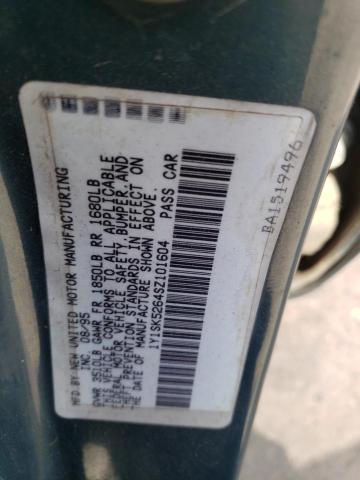 MFD BY NEW UNITED MOTOR MANUFACTURING
INC. 08/95
GVWR 3510LB GAWR FR 1850LB RR 1680LB
THIS VEHICLE CONFORMS TO ALL APPLICABLE
FEDERAL MOTOR VEHICLE SAFETY, BUMPER, AND
THEFT PREVENTION STANDARDS IN EFFECT ON
THE DATE OF MANUFACTURE SHOWN ABOVE.
1Y1SK5264SZ101604 PASS CAR
BA1519496